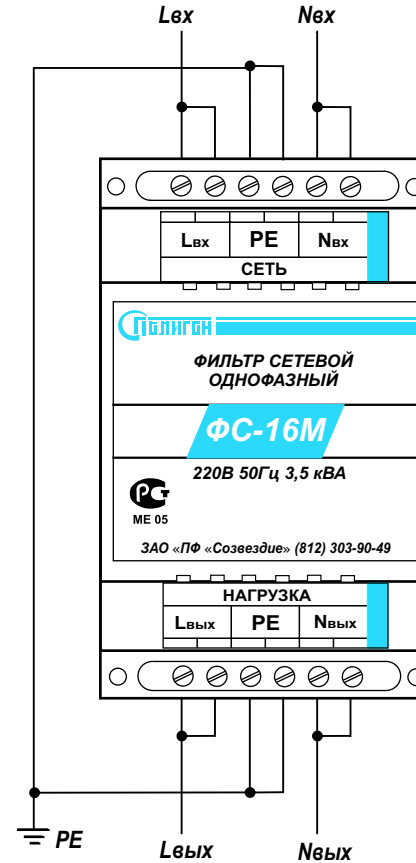 Lвх Nвх
Lвх PE Nвх
СЕТЬ
ПОЛИГОН
ФИЛЬТР СЕТЕВОЙ
ОДНОФАЗНЫЙ
ФС-16М
220В 50Гц 3,5 кВА
РСТ
МЕ 05
ЗАО «ПФ «Созвездие» (812) 303-90-49
НАГРУЗКА
Lвых PE Nвых
PE
Lвых Nвых